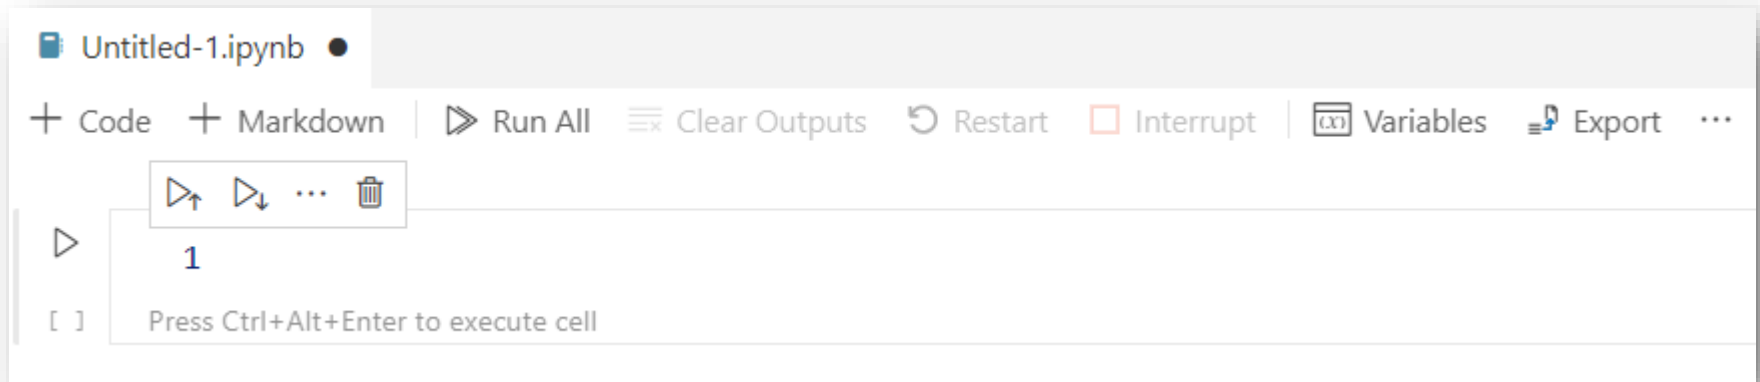 Untitled-1.ipynb
Code Markdown Run All Clear Outputs Restart Interrupt (x) Variables Export ...
...
1
[ ] Press Ctrl+Alt+Enter to execute cell